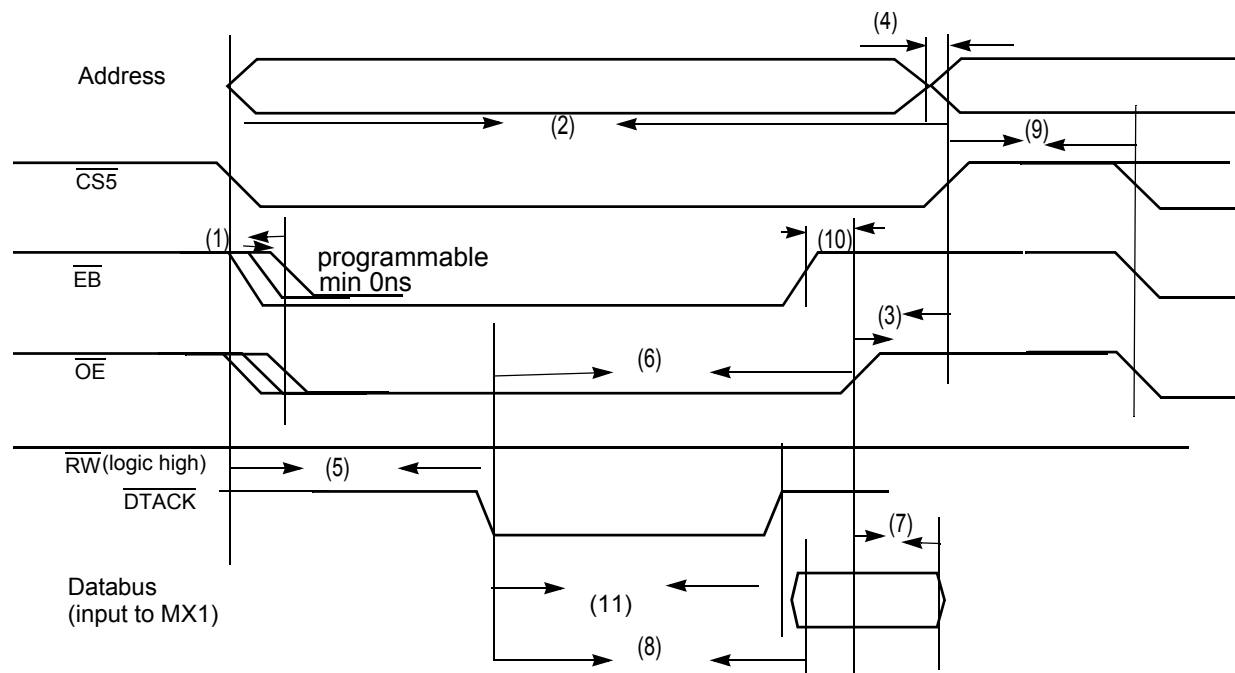 (4)
Address
(2)
(9)
CS5
(1)
(10)
programmable
min 0ns
EB
(3)
(6)
OE
RW(logic high)
(5)
DTACK
(7)
Databus
(input to MX1)
(11)
(8)